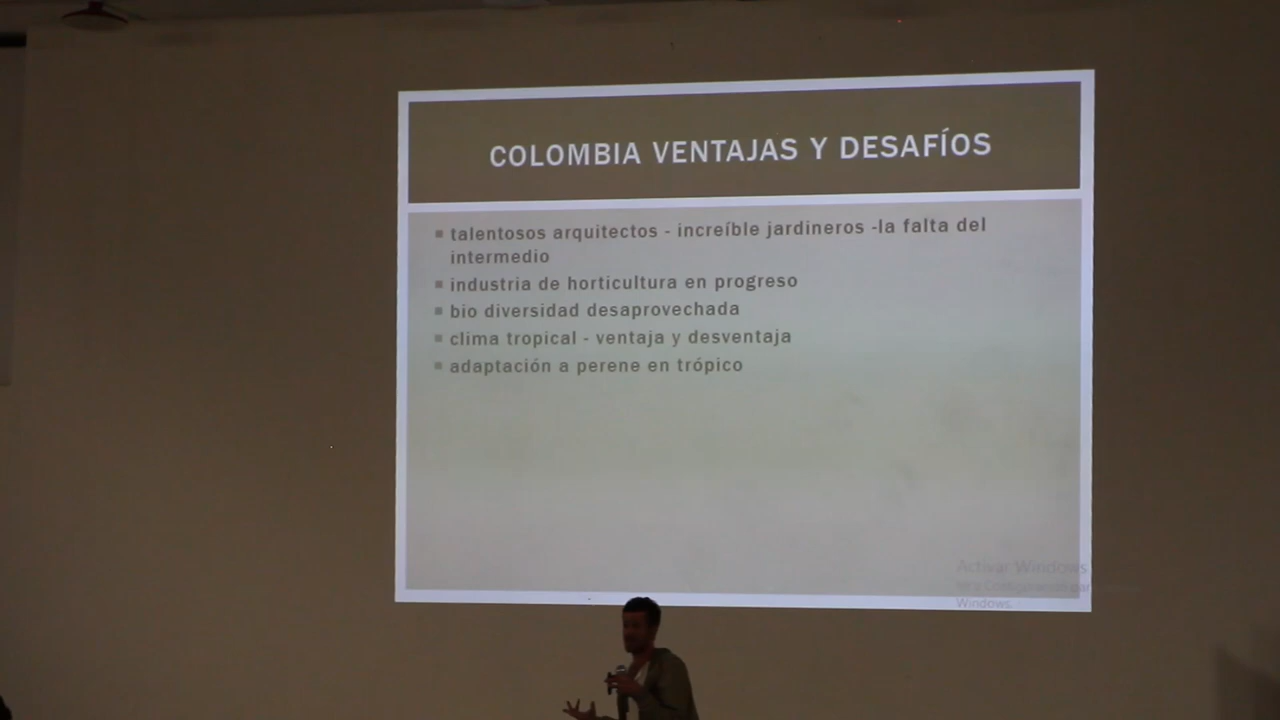 COLOMBIA VENTAJAS Y DESAFÍOS
▪ talentosos arquitectos - increíble jardineros -la falta del
intermedio
▪ industria de horticultura en progreso
▪ bio diversidad desaprovechada
▪ clima tropical - ventaja y desventaja
▪ adaptación a perene en trópico
Activar Windows
Windows.